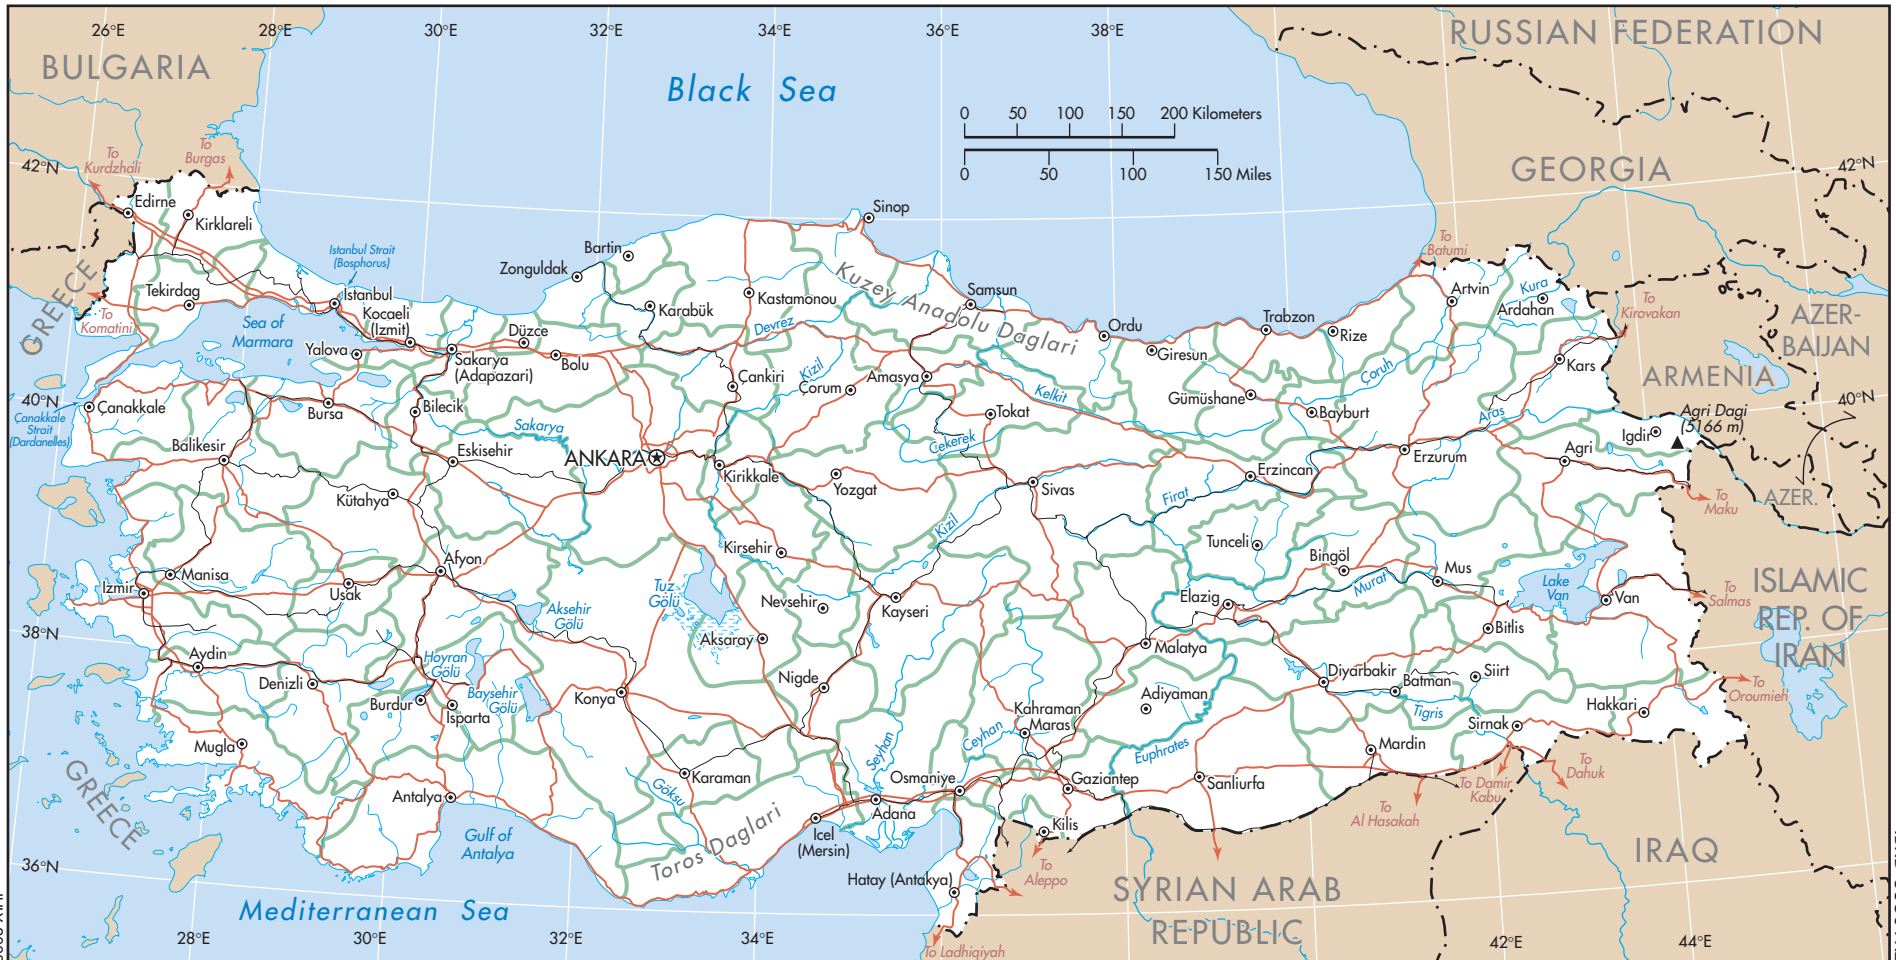 26°E
28°E
30°E
32°E
34°E
36°E
38°E
RUSSIAN FEDERATION
BULGARIA
Black Sea
0 50 100 150 200 Kilometers
0 50 100 150 Miles
To
Kurdzhali
To
Burgas
42°N
42°N
GEORGIA
Edirne
Kirklareli
Sinop
Istanbul Strait
(Bosphorus)
Bartin
Zonguldak
To
Batumi
GREECE
Tekirdag
To
Komatini
Istanbul
Kocaeli
(Izmit)
Sea of
Marmara
Yalova
Düzce
Sakarya
(Adapazari)
Bolu
Karabük
Kastamonou
Devrez
Kuzey Anadolu Daglari
Samsun
Ordu
Giresun
Trabzon
Rize
Artvin
Kura
Ardahan
To
Kirovakan
AZER-
BAIJAN
Kars
ARMENIA
40°N
40°N
Çanakkale
Çanakkale
Strait
(Dardanelles)
Bursa
Bilecik
Çankiri
Kizil
Çorum
Amasya
Kelkit
Tokat
Gümüshane
Bayburt
Çoruh
Aras
Agri Dagi
(5166 m)
Igdir
Balikesir
Sakarya
Eskisehir
ANKARA
Kirikkale
Çekerek
Yozgat
Sivas
Erzincan
Erzurum
Agri
AZER.
To
Maku
Kütahya
Firat
Kizil
Kirsehir
Tunceli
Bingöl
Mus
Lake
Van
Van
ISLAMIC
REP. OF
IRAN
To
Salmas
Izmir
Manisa
Usak
Afyon
Aksehir
Gölü
Tuz
Gölü
Nevsehir
Kayseri
Elazig
Murat
38°N
38°N
Aksaray
Malatya
Bitlis
Aydin
Denizli
Hoyran
Gölü
Baysehir
Gölü
Burdur
Isparta
Konya
Nigde
Kahraman
Maras
Adiyaman
Diyarbakir
Batman
Siirt
Tigris
Sirnak
Hakkari
To
Oroumieh
Mugla
GREECE
Karaman
Göksu
Seyhan
Ceyhan
Euphrates
Mardin
Antalya
Osmaniye
Gaziantep
Sanliurfa
To Damir
Kabu
To
Dahuk
To
Al Hasakah
Gulf of
Antalya
Toros Daglari
Icel
(Mersin)
Adana
Kilis
To
Aleppo
IRAQ
36°N
36°N
Hatay (Antakya)
SYRIAN ARAB
REPUBLIC
Mediterranean Sea
To Ladhiqiyah
28°E
30°E
32°E
34°E
42°E
44°E